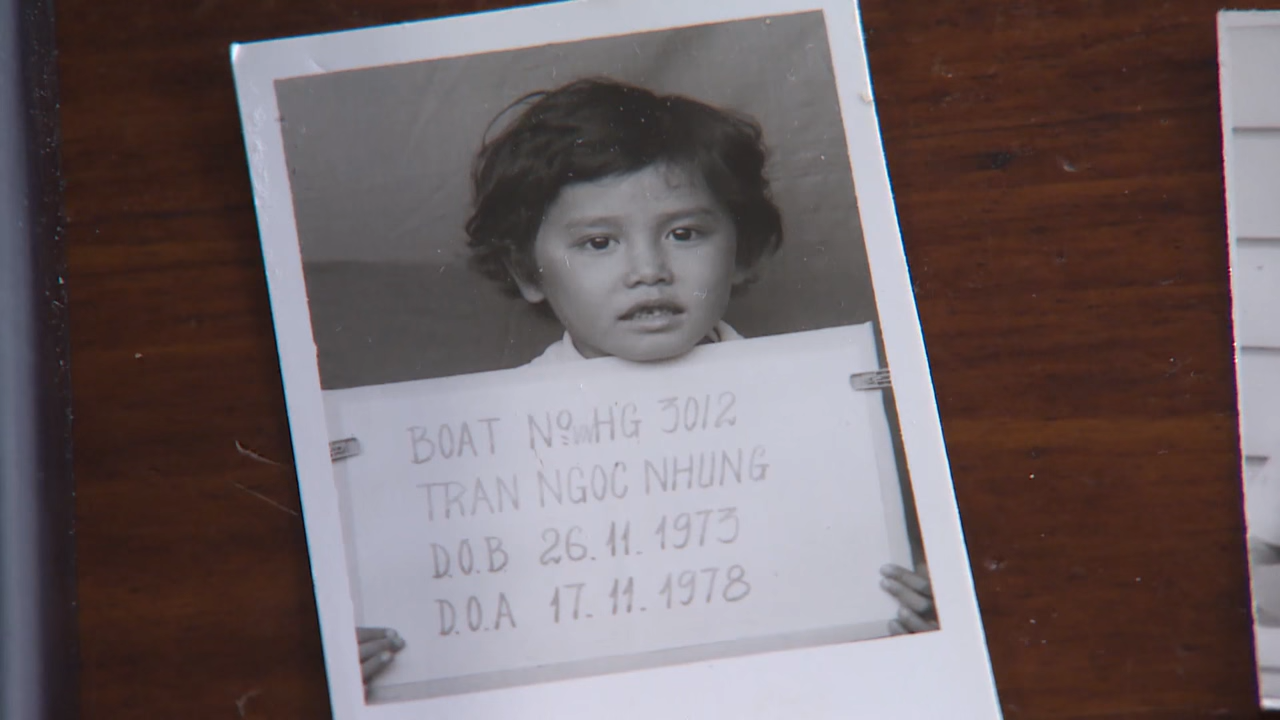 BOAT Nº HG 3012
TRAN NGOC NHUNG
D.O.B 26.11.1973
D.O.A 17.11.1978